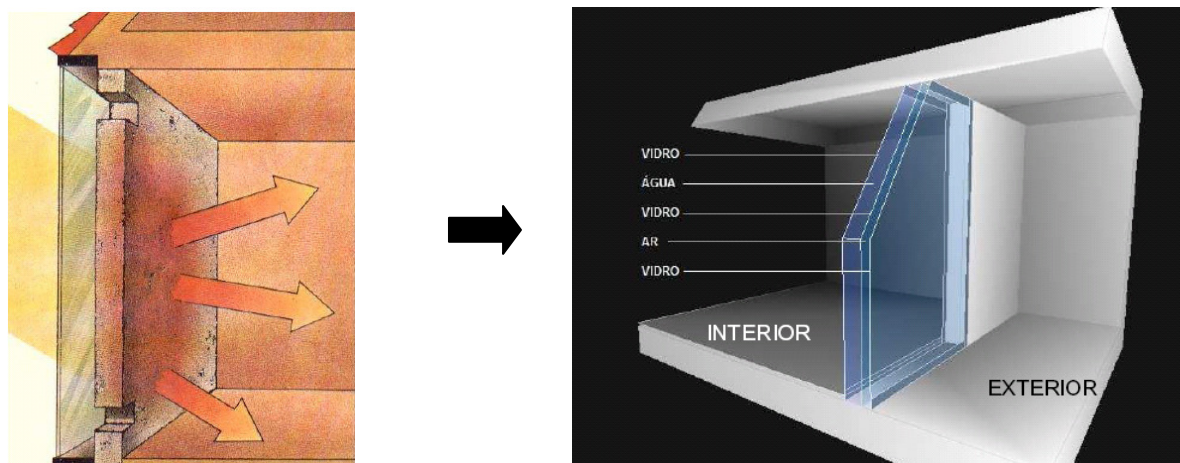 VIDRO
ÁGUA
VIDRO
AR
VIDRO
INTERIOR
EXTERIOR